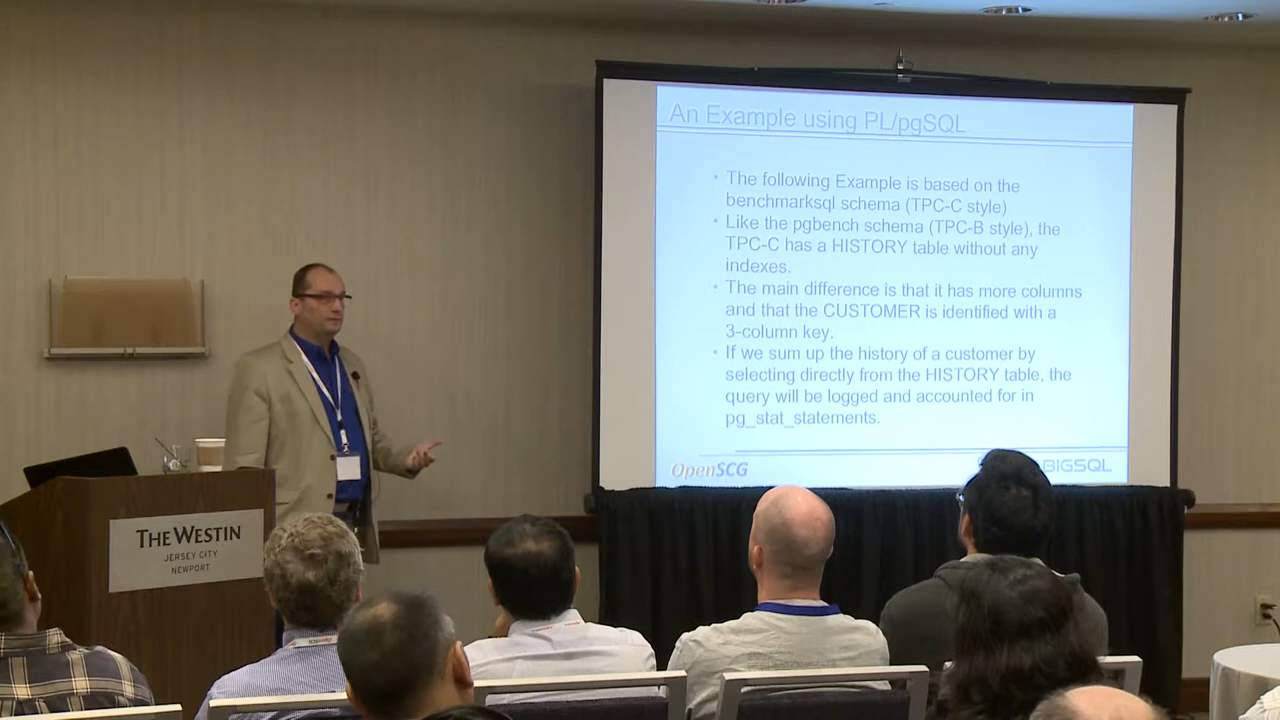 An Example using PL/pgSQL
• The following Example is based on the
benchmarksql schema (TPC-C style)
• Like the pgbench schema (TPC-B style), the
TPC-C has a HISTORY table without any
indexes.
• The main difference is that it has more columns
and that the CUSTOMER is identified with a
3-column key.
• If we sum up the history of a customer by
selecting directly from the HISTORY table, the
query will be logged and accounted for in
pg_stat_statements.
OpenSCG
BIGSQL
THE WESTIN
JERSEY CITY
NEWPORT